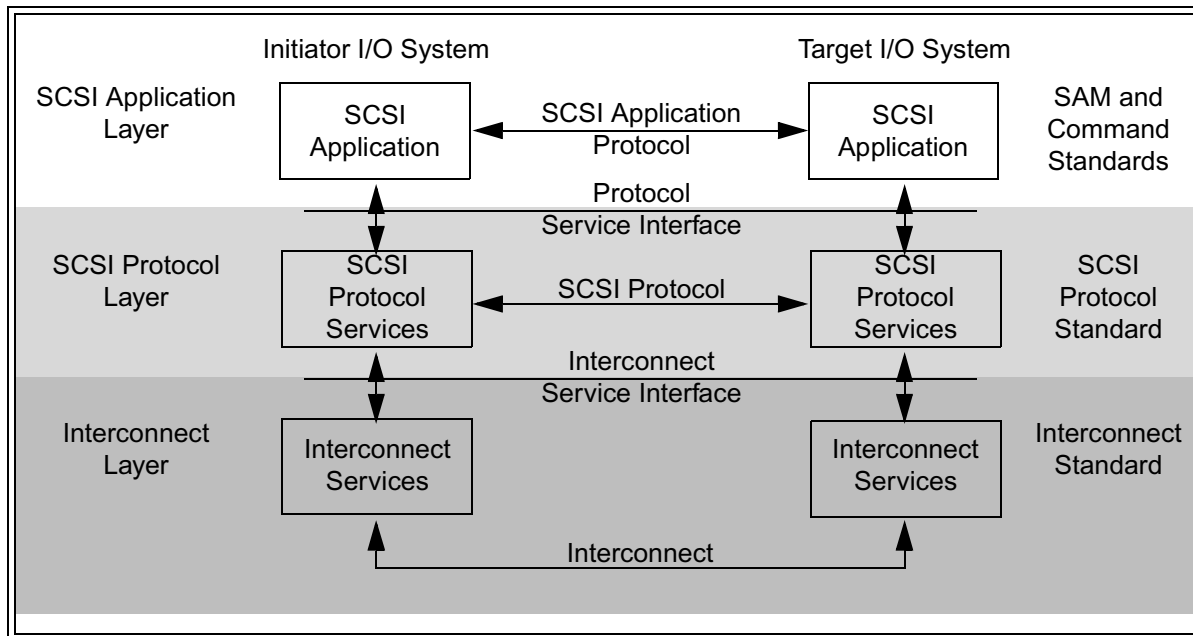 Initiator I/O System
Target I/O System
SCSI Application
Layer
SCSI
Application
SCSI Application
Protocol
SCSI
Application
SAM and
Command
Standards
Protocol
Service Interface
SCSI Protocol
Layer
SCSI
Protocol
Services
SCSI Protocol
SCSI
Protocol
Services
SCSI
Protocol
Standard
Interconnect
Service Interface
Interconnect
Layer
Interconnect
Services
Interconnect
Services
Interconnect
Standard
Interconnect